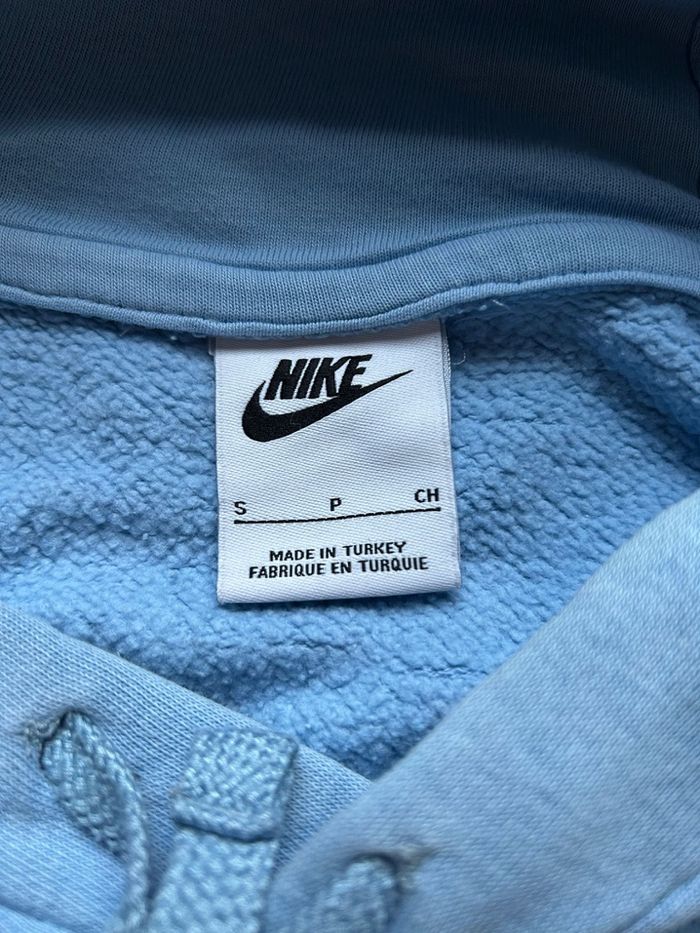 NIKE
S P CH
MADE IN TURKEY
FABRIQUE EN TURQUIE